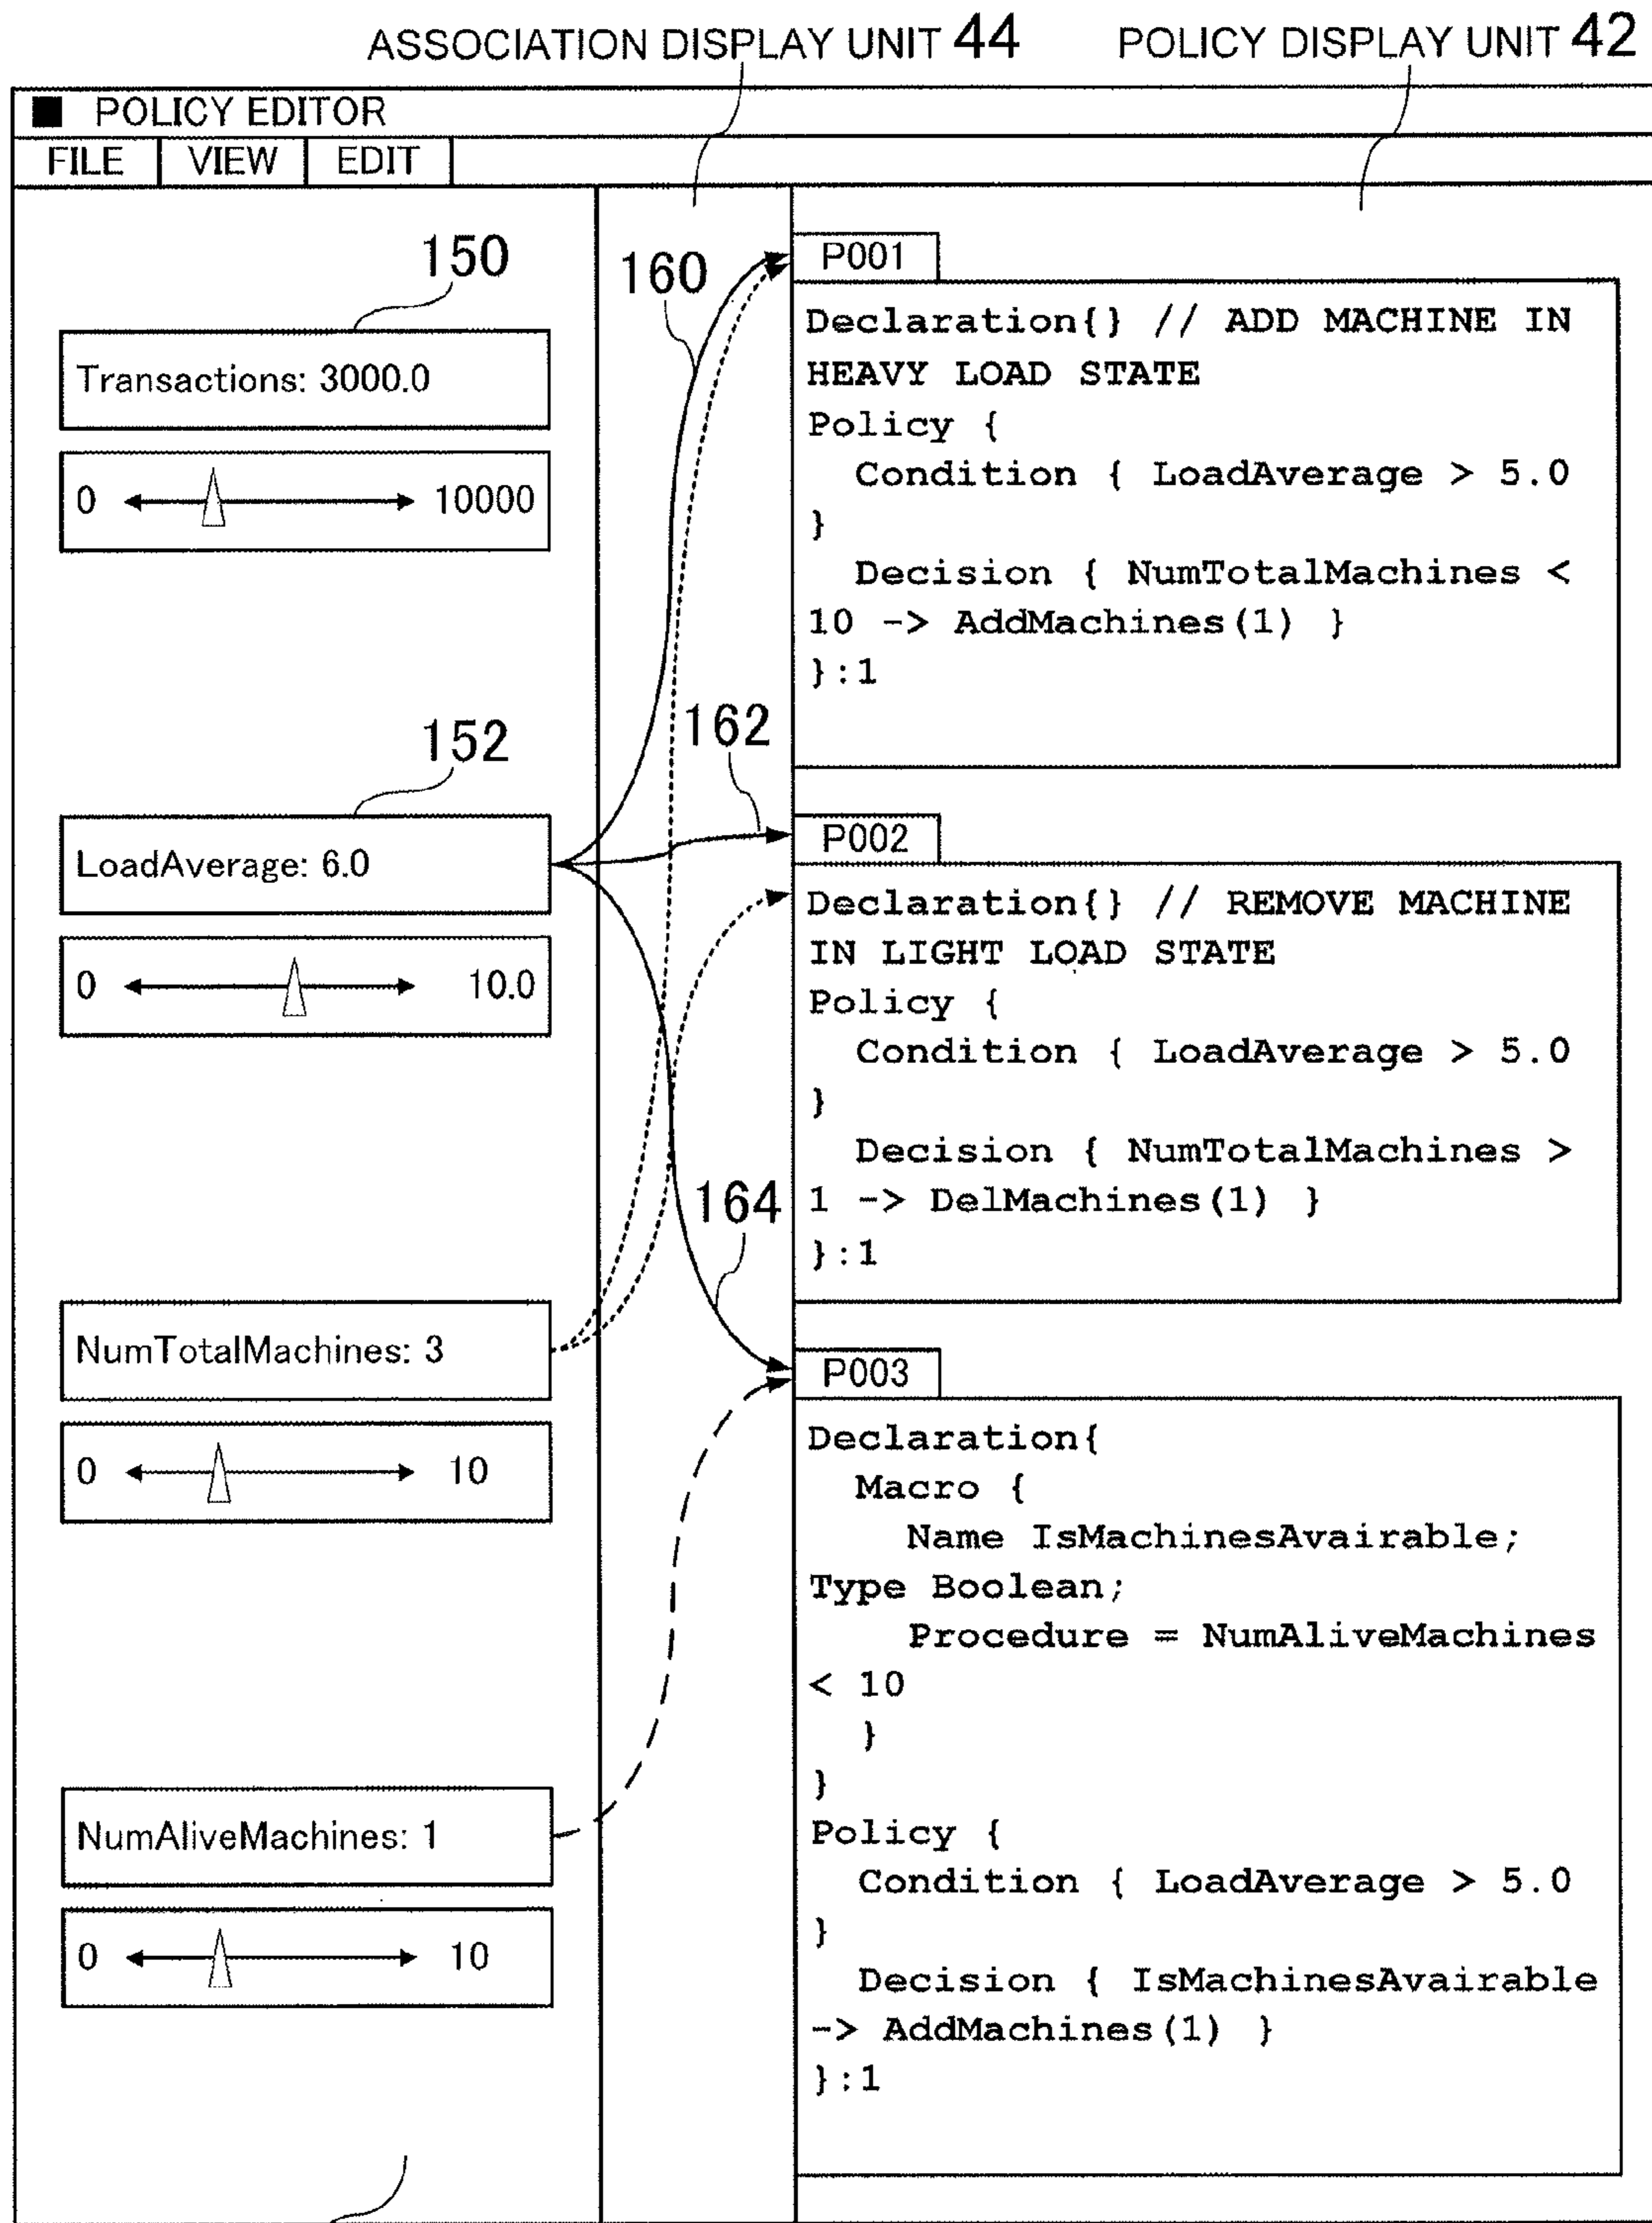 ASSOCIATION DISPLAY UNIT 44
POLICY DISPLAY UNIT 42
■ POLICY EDITOR
FILE
VIEW
EDIT
150
Transactions: 3000.0
0
10000
152
LoadAverage: 6.0
0
10.0
NumTotalMachines: 3
0
10
NumAliveMachines: 1
0
10
160
162
164
P001
Declaration{} // ADD MACHINE IN
HEAVY LOAD STATE
Policy {
Condition { LoadAverage > 5.0
}
Decision { NumTotalMachines <
10 -> AddMachines(1) }
}:1
P002
Declaration{} // REMOVE MACHINE
IN LIGHT LOAD STATE
Policy {
Condition { LoadAverage > 5.0
}
Decision { NumTotalMachines >
1 -> DelMachines(1) }
}:1
P003
Declaration{
Macro {
Name IsMachinesAvairable;
Type Boolean;
Procedure = NumAliveMachines
< 10
}
}
Policy {
Condition { LoadAverage > 5.0
}
Decision { IsMachinesAvairable
-> AddMachines(1) }
}:1